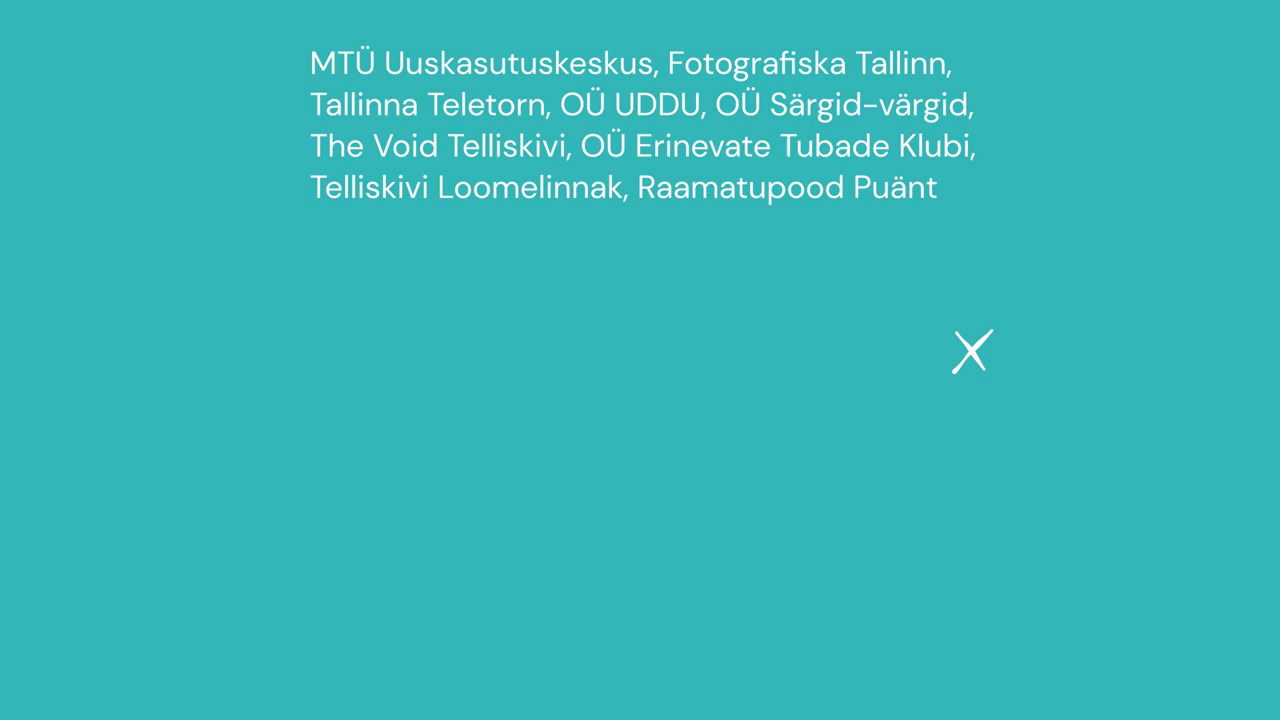 MTÜ Uuskasutuskeskus, Fotografiska Tallinn,
Tallinna Teletorn, OÜ UDDU, OÜ Särgid-värgid,
The Void Telliskivi, OÜ Erinevate Tubade Klubi,
Telliskivi Loomelinnak, Raamatupood Puänt